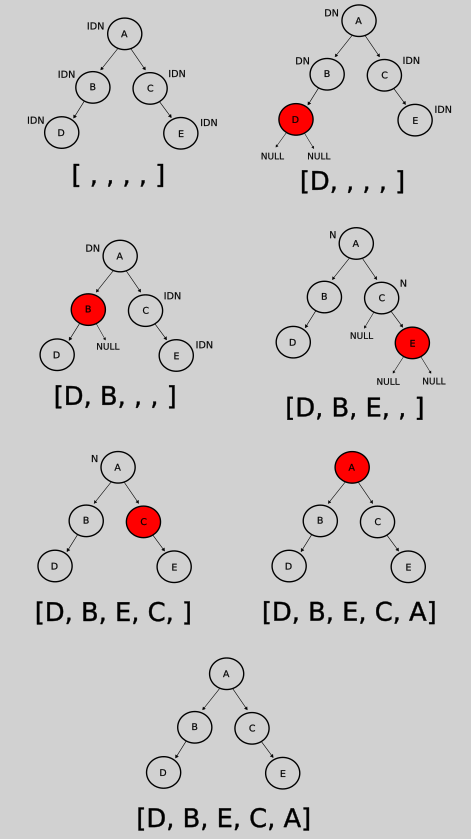 IDN A
IDN B C IDN
IDN D E IDN
[ , , , , ]
DN A
DN B C IDN
D E IDN
NULL NULL
[D, , , , ]
DN A
B C IDN
NULL
D E IDN
[D, B, , , ]
N A
B C N
NULL
D E
NULL NULL
[D, B, E, , ]
N A
B C
D E
[D, B, E, C, ]
A
B C
D E
[D, B, E, C, A]
A
B C
D E
[D, B, E, C, A]